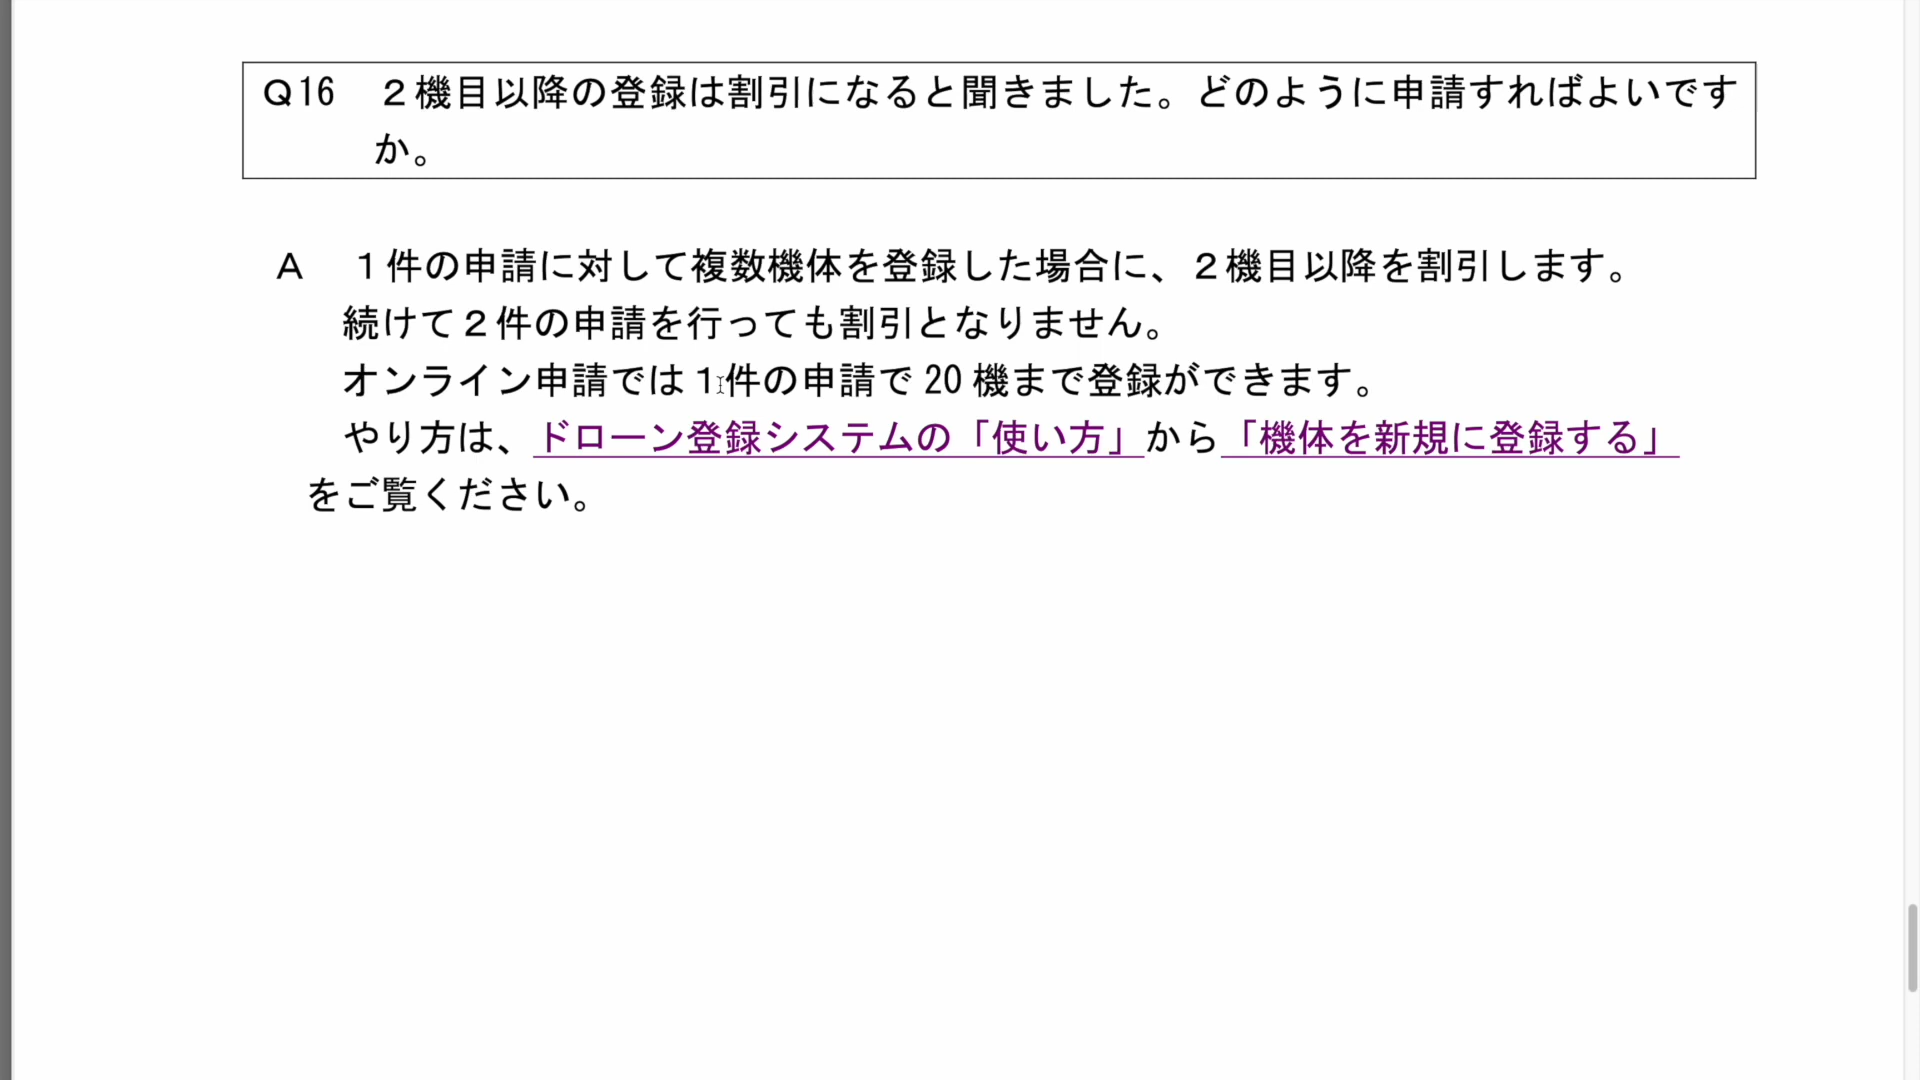 Q16　２機目以降の登録は割引になると聞きました。どのように申請すればよいです
か。
A　１件の申請に対して複数機体を登録した場合に、２機目以降を割引します。
続けて２件の申請を行っても割引となりません。
オンライン申請では1件の申請で20機まで登録ができます。
やり方は、ドローン登録システムの「使い方」から「機体を新規に登録する」
をご覧ください。